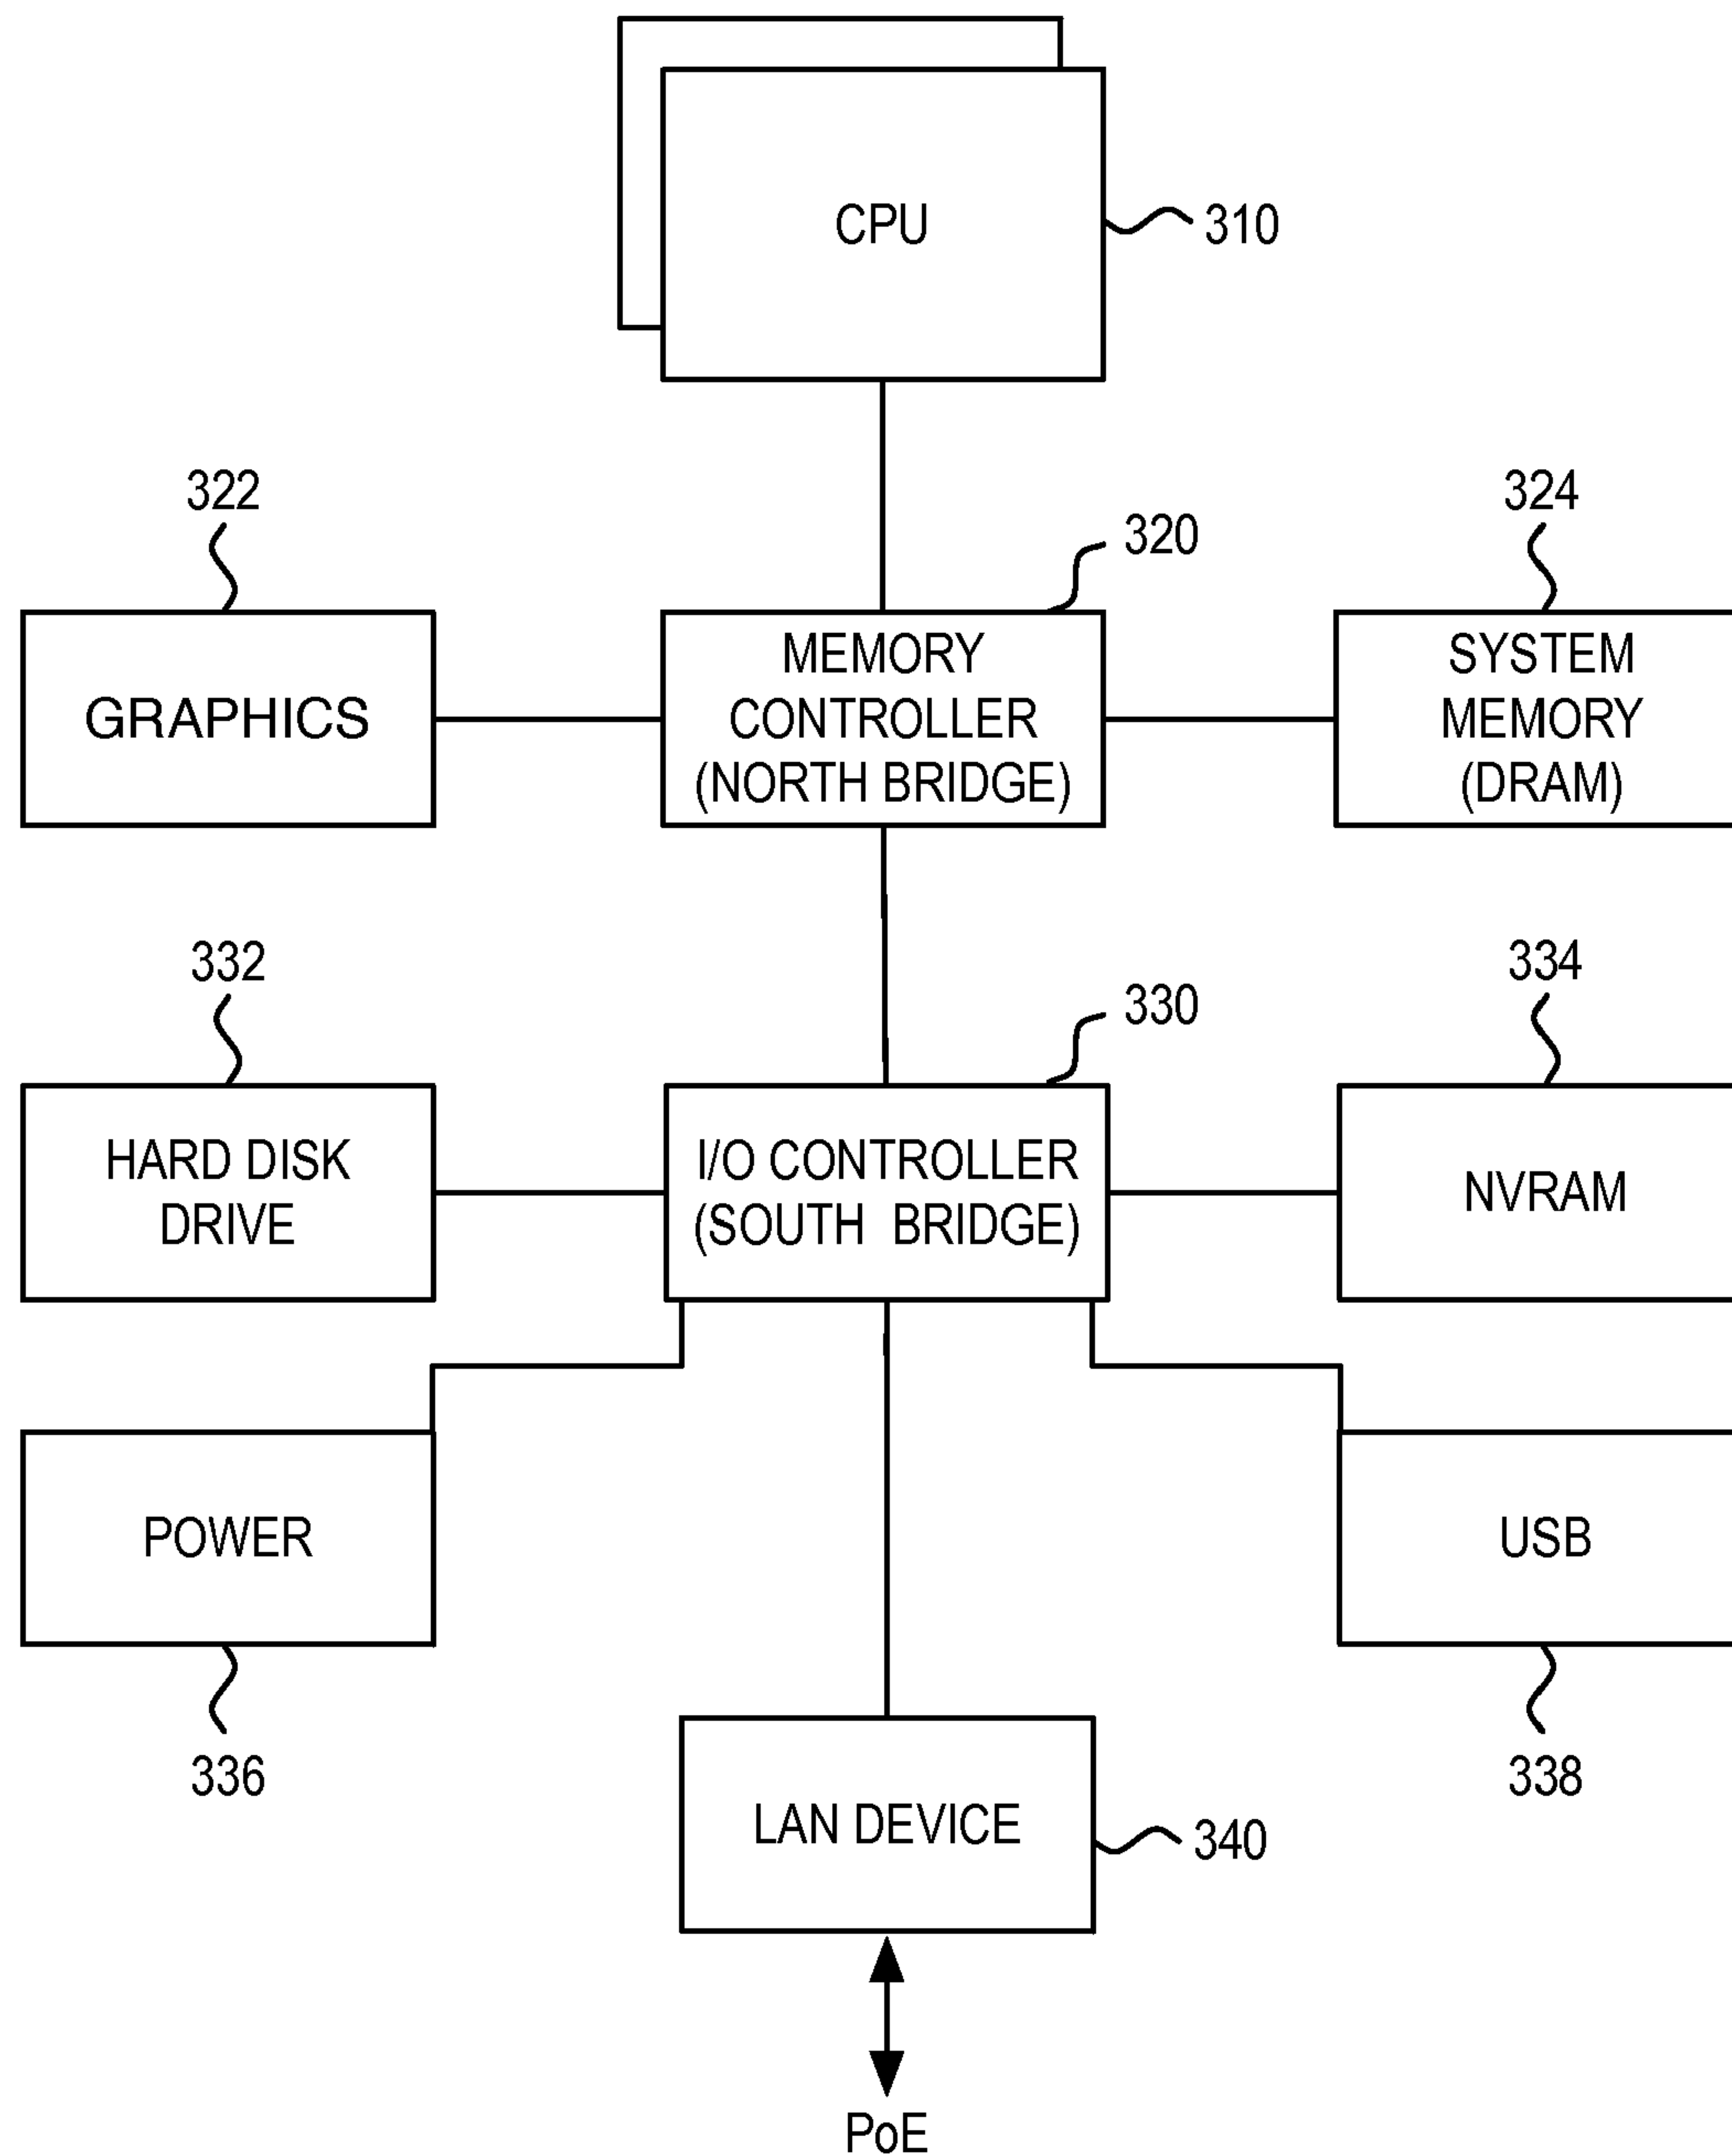 CPU
310
322
320
324
GRAPHICS
MEMORY
CONTROLLER
(NORTH BRIDGE)
SYSTEM
MEMORY
(DRAM)
332
330
334
HARD DISK
DRIVE
I/O CONTROLLER
(SOUTH BRIDGE)
NVRAM
POWER
USB
336
338
LAN DEVICE
340
PoE